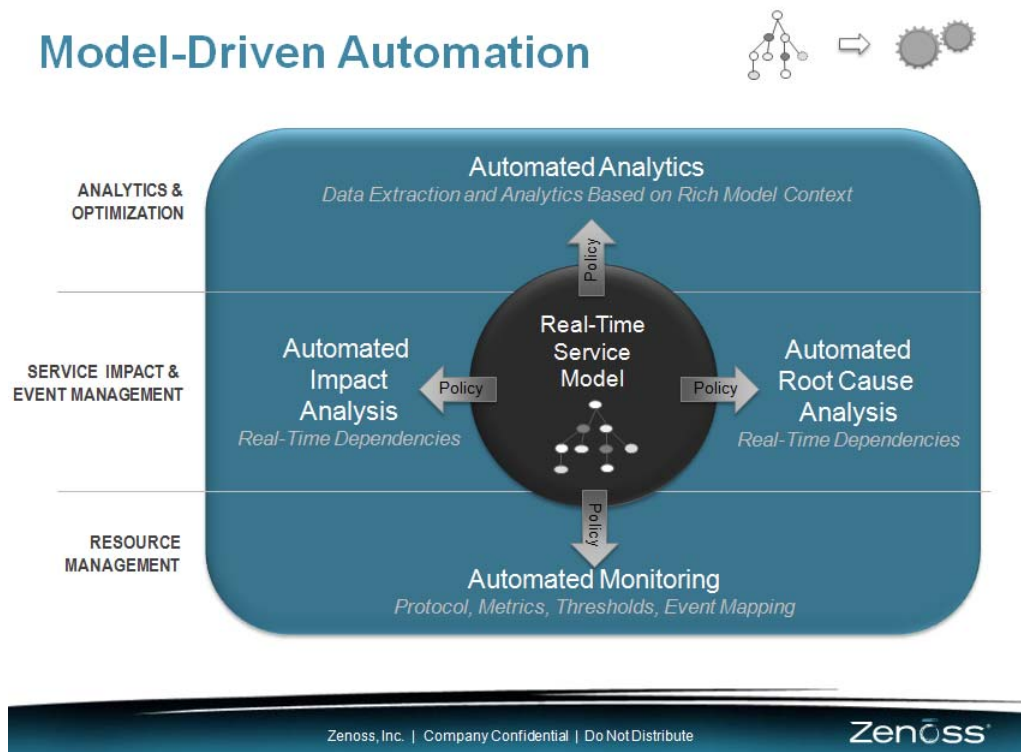 Model-Driven Automation
ANALYTICS &
OPTIMIZATION
Automated Analytics
Data Extraction and Analytics Based on Rich Model Context
Policy
SERVICE IMPACT &
EVENT MANAGEMENT
Automated
Impact
Analysis
Real-Time Dependencies
Policy
Real-Time
Service
Model
Policy
Automated
Root Cause
Analysis
Real-Time Dependencies
Policy
RESOURCE
MANAGEMENT
Automated Monitoring
Protocol, Metrics, Thresholds, Event Mapping
Zenoss, Inc. | Company Confidential | Do Not Distribute
Zenōss